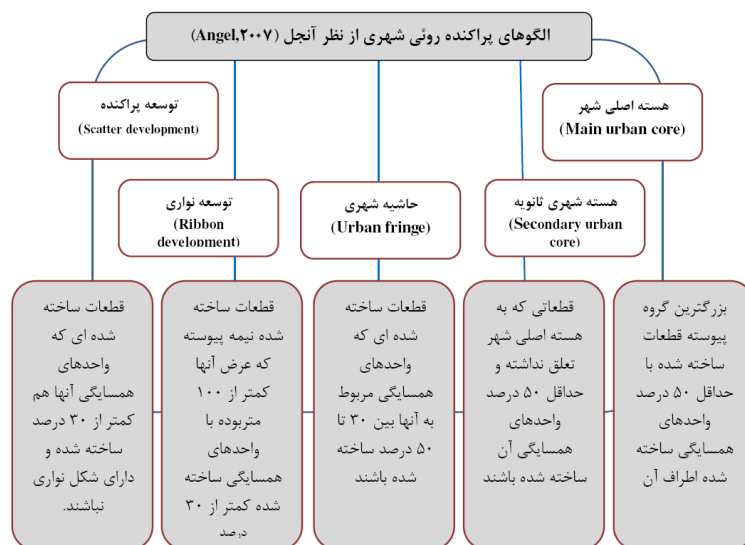 الگوهای پراکنده روئی شهری از نظر آنجل (Angel,۲۰۰۷)
هسته اصلی شهر
(Main urban core)
توسعه پراکنده
(Scatter development)
هسته شهری ثانویه
(Secondary urban
core)
حاشیه شهری
(Urban fringe)
توسعه نواری
(Ribbon
development)
بزرگترین گروه
پیوسته قطعات
ساخته شده با
حداقل ۵۰ درصد
واحدهای
همسایگی ساخته
شده اطراف آن
قطعاتی که به
هسته اصلی شهر
تعلق نداشته و
حداقل ۵۰ درصد
واحدهای
همسایگی آن
ساخته شده باشند
قطعات ساخته
شده ای که
واحدهای
همسایگی مربوط
به آنها بین ۳۰ تا
۵۰ درصد ساخته
شده باشند
قطعات ساخته
شده نیمه پیوسته
که عرض آنها
کمتر از ۱۰۰
متربوده با
واحدهای
همسایگی ساخته
شده کمتر از ۳۰
درصد
قطعات ساخته
شده ای که
واحدهای
همسایگی آنها هم
کمتر از ۳۰ درصد
ساخته شده و
دارای شکل نواری
نباشند.